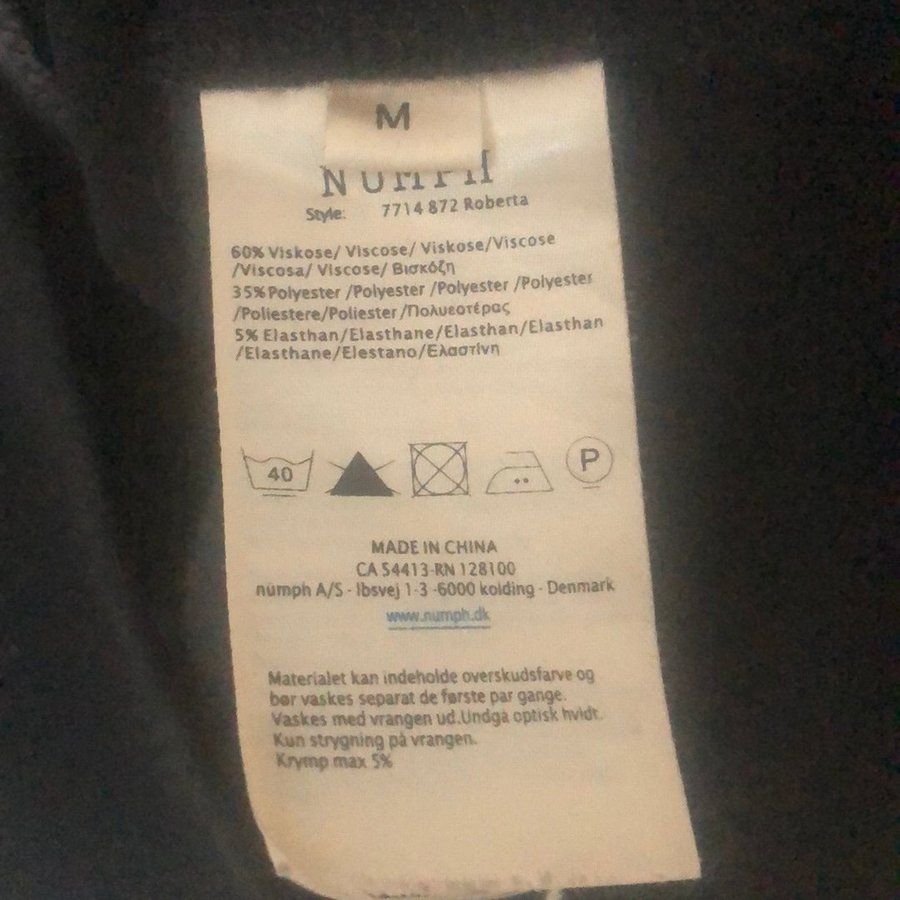 M
NÜMPH
Style: 7714 872 Roberta
60% Viskose/ Viscose/ Viskose/Viscose
/Viscosa/ Viscose/ Βισκόζη
35%Polyester /Polyester /Polyester /Polyester
/Poliestere/Poliester /Πολυεστέρας
5% Elasthan/Elasthane/Elasthan/Elasthan
/Elasthane/Elestano/Ελαστίνη
40 P
MADE IN CHINA
CA 54413-RN 128100
nümph A/S - Ibsvej 1-3 -6000 kolding - Denmark
www.numph.dk
Materialet kan indeholde overskudsfarve og
bør vaskes separat de første par gange.
Vaskes med vrangen ud.Undgå optisk hvidt.
Kun strygning på vrangen.
Krymp max 5%